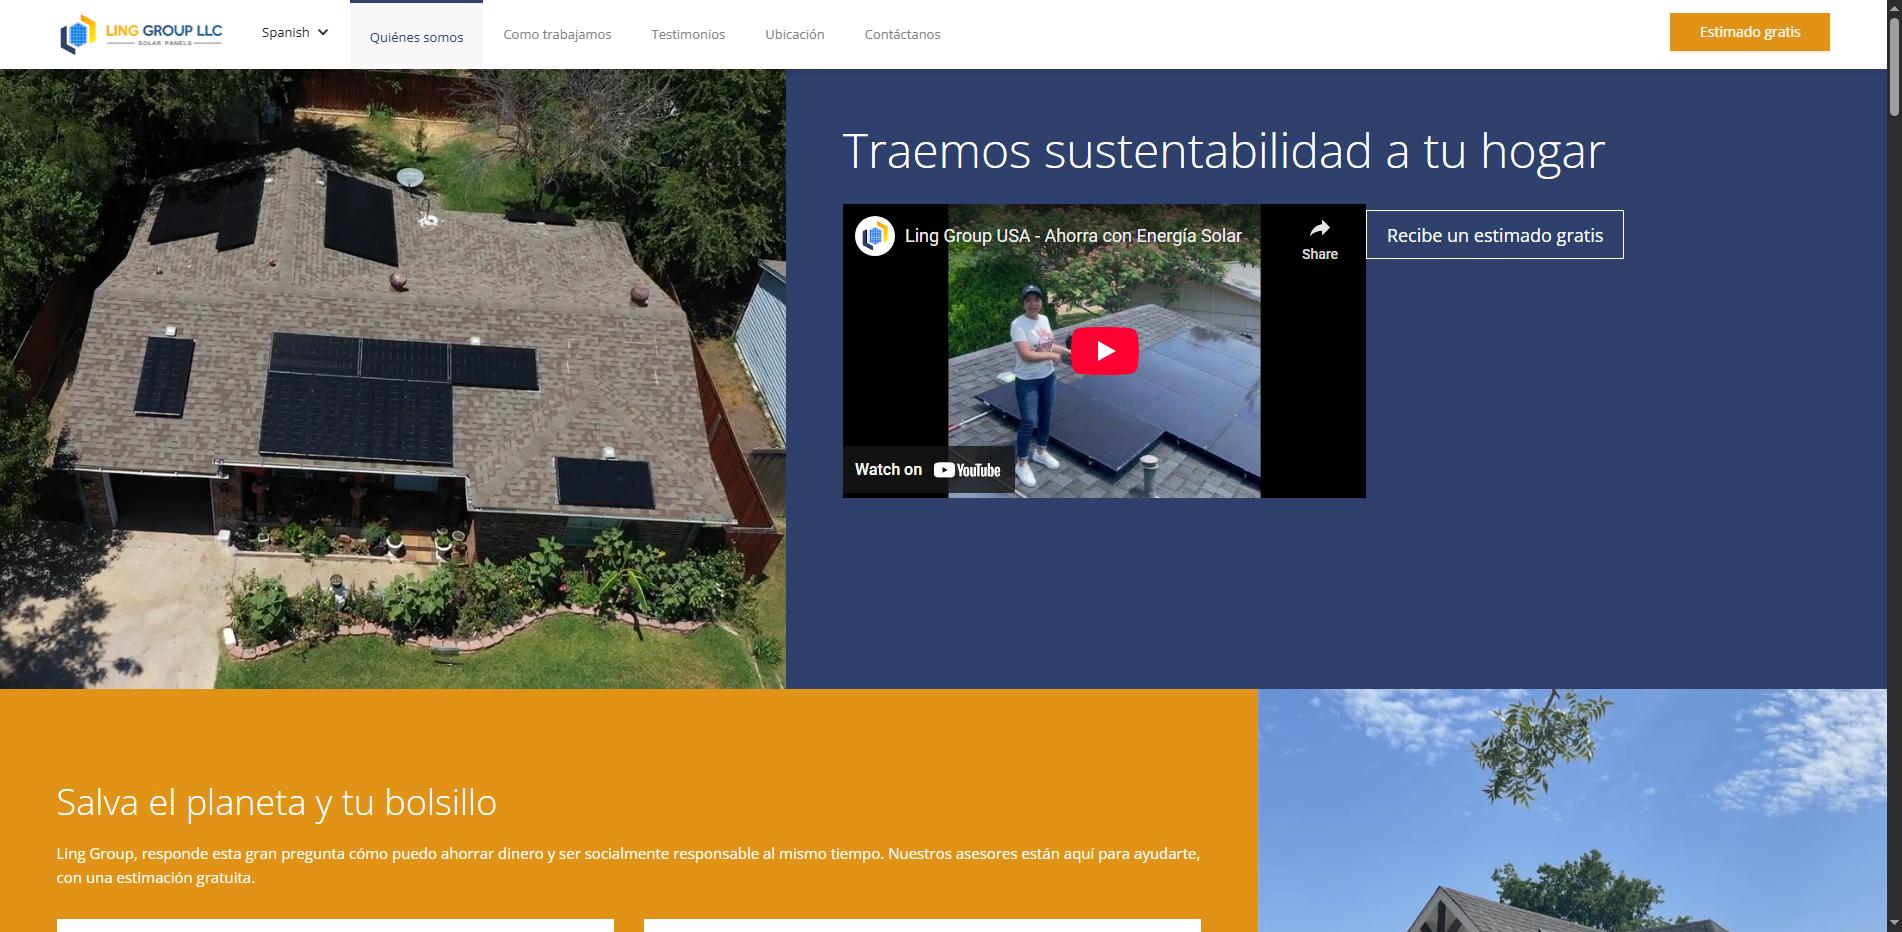 LING GROUP LLC
SOLAR PANELS
Spanish
Quiénes somos
Como trabajamos
Testimonios
Ubicación
Contáctanos
Estimado gratis
Traemos sustentabilidad a tu hogar
Ling Group USA - Ahorra con Energía Solar
Share
Watch on YouTube
Recibe un estimado gratis
Salva el planeta y tu bolsillo
Ling Group, responde esta gran pregunta cómo puedo ahorrar dinero y ser socialmente responsable al mismo tiempo. Nuestros asesores están aquí para ayudarte,
con una estimación gratuita.